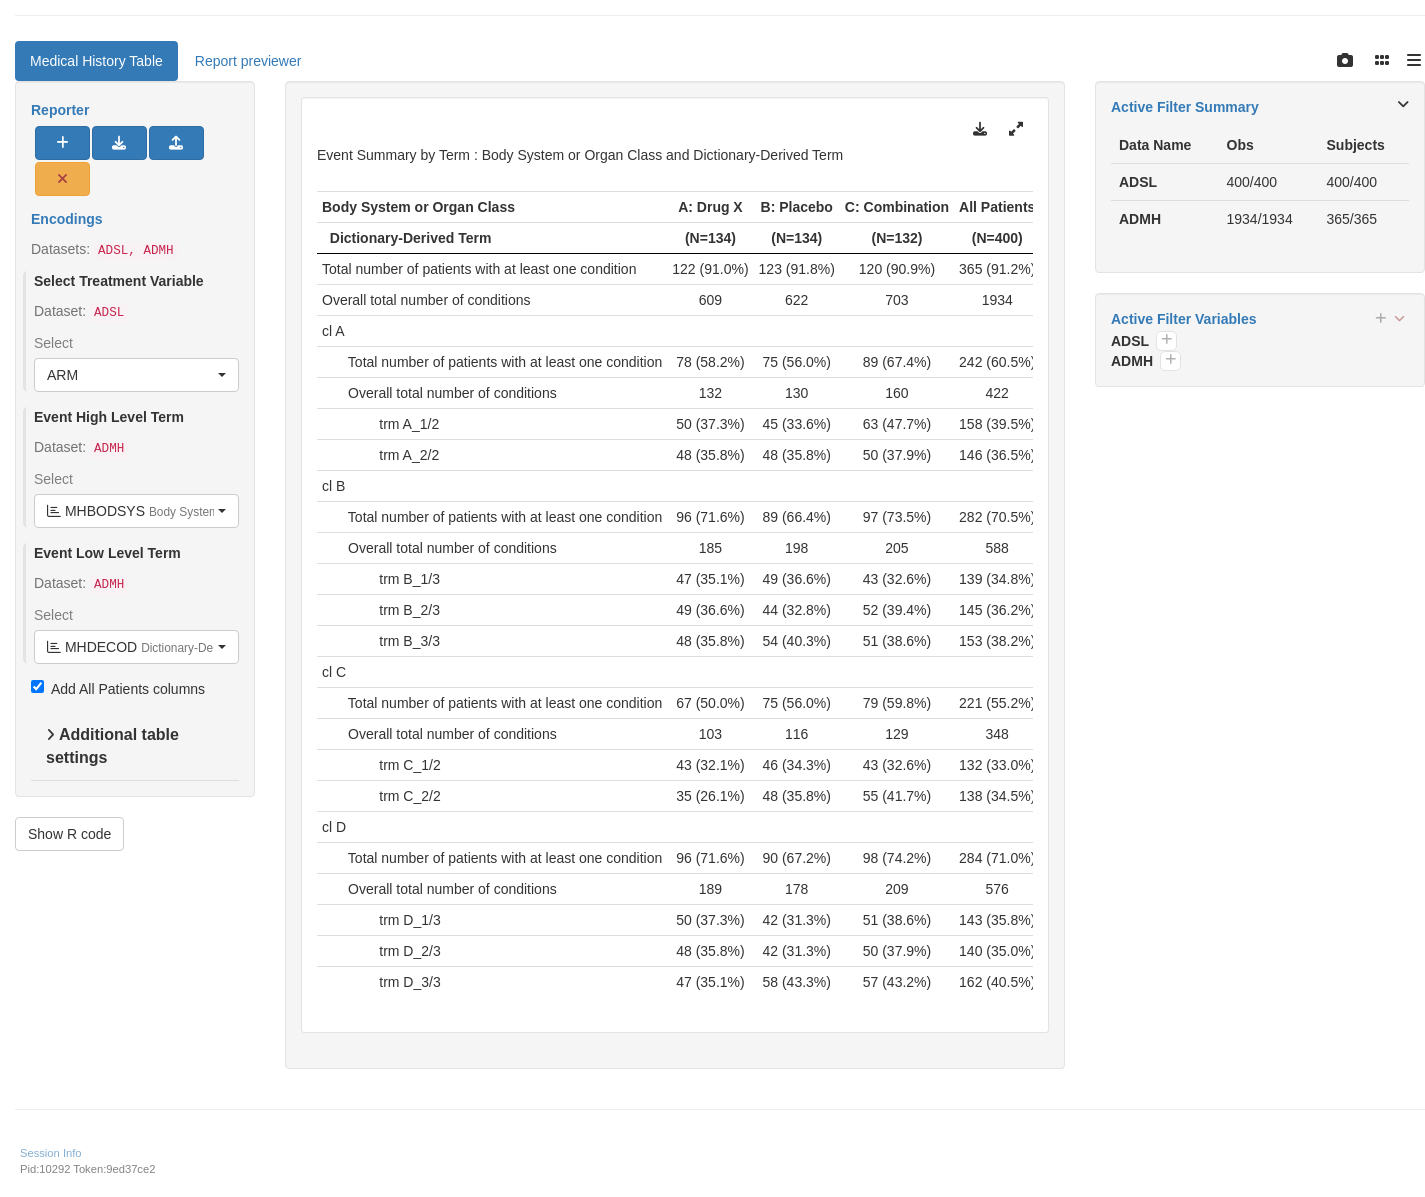 Medical History Table Report previewer
Reporter
Encodings
Datasets: ADSL, ADMH
Select Treatment Variable
Dataset: ADSL
Select
ARM
Event High Level Term
Dataset: ADMH
Select
MHBODSYS Body System
Event Low Level Term
Dataset: ADMH
Select
MHDECOD Dictionary-De
Add All Patients columns
Additional table
settings
Show R code
Event Summary by Term : Body System or Organ Class and Dictionary-Derived Term
Body System or Organ Class A: Drug X B: Placebo C: Combination All Patients
Dictionary-Derived Term (N=134) (N=134) (N=132) (N=400)
Total number of patients with at least one condition 122 (91.0%) 123 (91.8%) 120 (90.9%) 365 (91.2%)
Overall total number of conditions 609 622 703 1934
cl A
Total number of patients with at least one condition 78 (58.2%) 75 (56.0%) 89 (67.4%) 242 (60.5%)
Overall total number of conditions 132 130 160 422
trm A_1/2 50 (37.3%) 45 (33.6%) 63 (47.7%) 158 (39.5%)
trm A_2/2 48 (35.8%) 48 (35.8%) 50 (37.9%) 146 (36.5%)
cl B
Total number of patients with at least one condition 96 (71.6%) 89 (66.4%) 97 (73.5%) 282 (70.5%)
Overall total number of conditions 185 198 205 588
trm B_1/3 47 (35.1%) 49 (36.6%) 43 (32.6%) 139 (34.8%)
trm B_2/3 49 (36.6%) 44 (32.8%) 52 (39.4%) 145 (36.2%)
trm B_3/3 48 (35.8%) 54 (40.3%) 51 (38.6%) 153 (38.2%)
cl C
Total number of patients with at least one condition 67 (50.0%) 75 (56.0%) 79 (59.8%) 221 (55.2%)
Overall total number of conditions 103 116 129 348
trm C_1/2 43 (32.1%) 46 (34.3%) 43 (32.6%) 132 (33.0%)
trm C_2/2 35 (26.1%) 48 (35.8%) 55 (41.7%) 138 (34.5%)
cl D
Total number of patients with at least one condition 96 (71.6%) 90 (67.2%) 98 (74.2%) 284 (71.0%)
Overall total number of conditions 189 178 209 576
trm D_1/3 50 (37.3%) 42 (31.3%) 51 (38.6%) 143 (35.8%)
trm D_2/3 48 (35.8%) 42 (31.3%) 50 (37.9%) 140 (35.0%)
trm D_3/3 47 (35.1%) 58 (43.3%) 57 (43.2%) 162 (40.5%)
Active Filter Summary
Data Name Obs Subjects
ADSL 400/400 400/400
ADMH 1934/1934 365/365
Active Filter Variables
ADSL
ADMH
Session Info
Pid:10292 Token:9ed37ce2